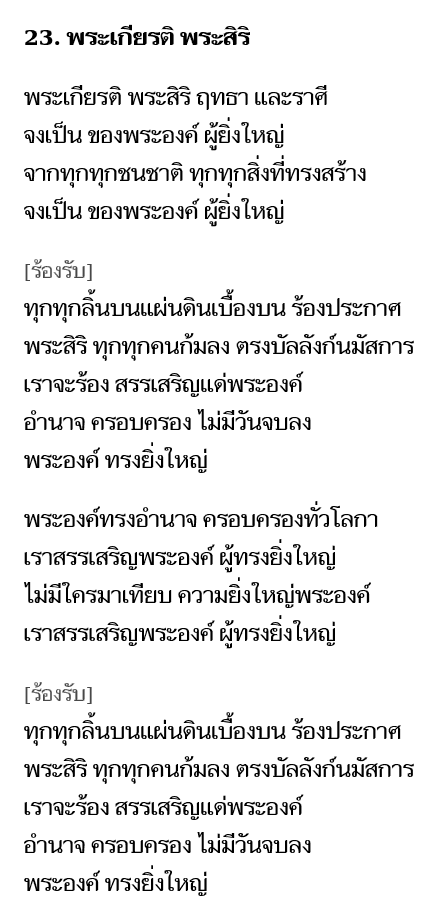 23. พระเกียรติ พระสิริ
พระเกียรติ พระสิริ ฤทธา และราศี
จงเป็น ของพระองค์ ผู้ยิ่งใหญ่
จากทุกทุกชนชาติ ทุกทุกสิ่งที่ทรงสร้าง
จงเป็น ของพระองค์ ผู้ยิ่งใหญ่
[ร้องรับ]
ทุกทุกลิ้นบนแผ่นดินเบื้องบน ร้องประกาศ
พระสิริ ทุกทุกคนก้มลง ตรงบัลลังก์นมัสการ
เราจะร้อง สรรเสริญแด่พระองค์
อำนาจ ครอบครอง ไม่มีวันจบลง
พระองค์ ทรงยิ่งใหญ่
พระองค์ทรงอำนาจ ครอบครองทั่วโลกา
เราสรรเสริญพระองค์ ผู้ทรงยิ่งใหญ่
ไม่มีใครมาเทียบ ความยิ่งใหญ่พระองค์
เราสรรเสริญพระองค์ ผู้ทรงยิ่งใหญ่
[ร้องรับ]
ทุกทุกลิ้นบนแผ่นดินเบื้องบน ร้องประกาศ
พระสิริ ทุกทุกคนก้มลง ตรงบัลลังก์นมัสการ
เราจะร้อง สรรเสริญแด่พระองค์
อำนาจ ครอบครอง ไม่มีวันจบลง
พระองค์ ทรงยิ่งใหญ่